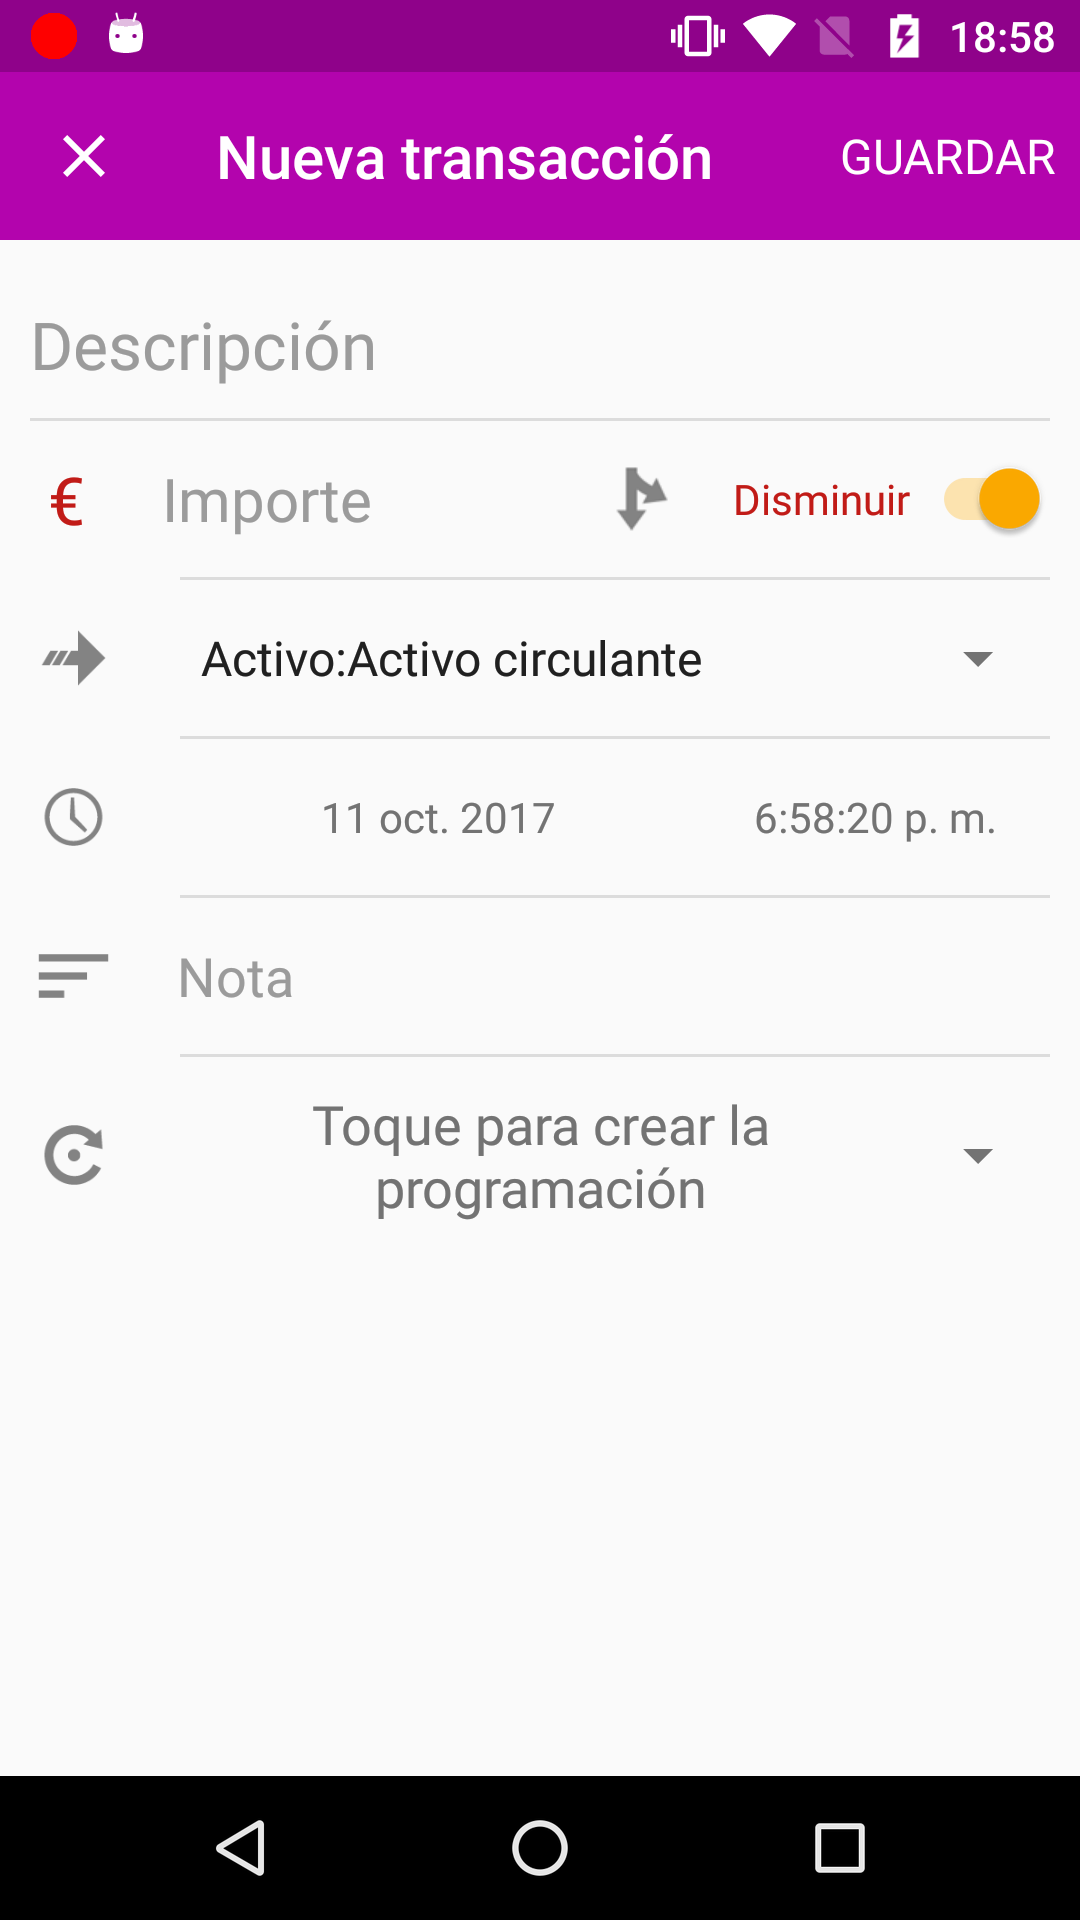 18:58
Nueva transacción
GUARDAR
Descripción
€ Importe Disminuir
Activo:Activo circulante
11 oct. 2017 6:58:20 p. m.
Nota
Toque para crear la
programación